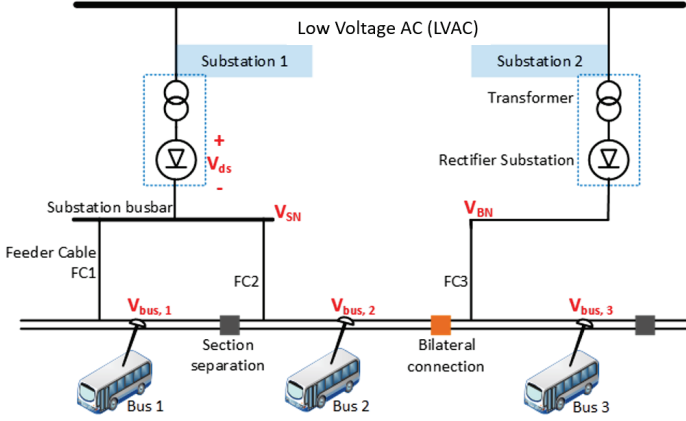 Low Voltage AC (LVAC)
Substation 1
Substation 2
Transformer
+
Vds
-
Rectifier Substation
Substation busbar
VSN
VBN
Feeder Cable
FC1
FC2
FC3
Vbus, 1
Vbus, 2
Vbus, 3
Section
separation
Bilateral
connection
Bus 1
Bus 2
Bus 3